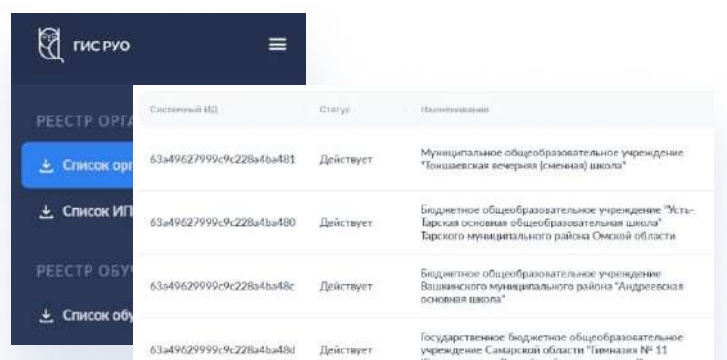 ГИС РУО
РЕЕСТР ОРГА
Список орг
Список ИП
РЕЕСТР ОБУЧ
Список обу
Системный ИД
Статус
Наименование
63a49627999c9c228a4ba481
Действует
Муниципальное общеобразовательное учреждение
"Тоншаевская вечерняя (сменная) школа"
63a49627999c9c228a4ba480
Действует
Бюджетное общеобразовательное учреждение "Усть-
Тарская основная общеобразовательная школа"
Тарского муниципального района Омской области
63a49629999c9c228a4ba48c
Действует
Бюджетное общеобразовательное учреждение
Вашкинского муниципального района "Андреевская
основная школа"
63a49629999c9c228a4ba48d
Действует
Государственное бюджетное общеобразовательное
учреждение Самарской области "Гимназия № 11